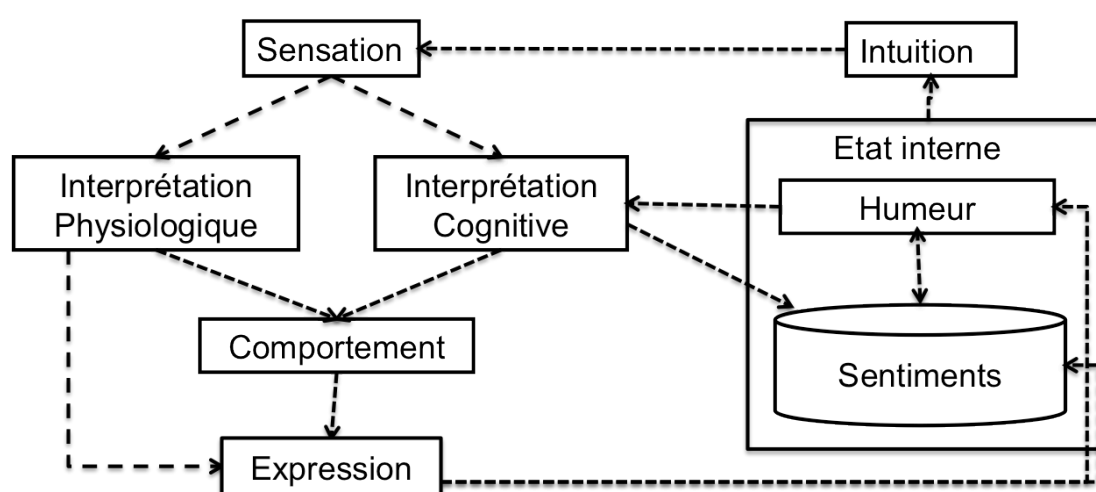 Sensation
Intuition
Etat interne
Interprétation
Physiologique
Interprétation
Cognitive
Humeur
Comportement
Sentiments
Expression